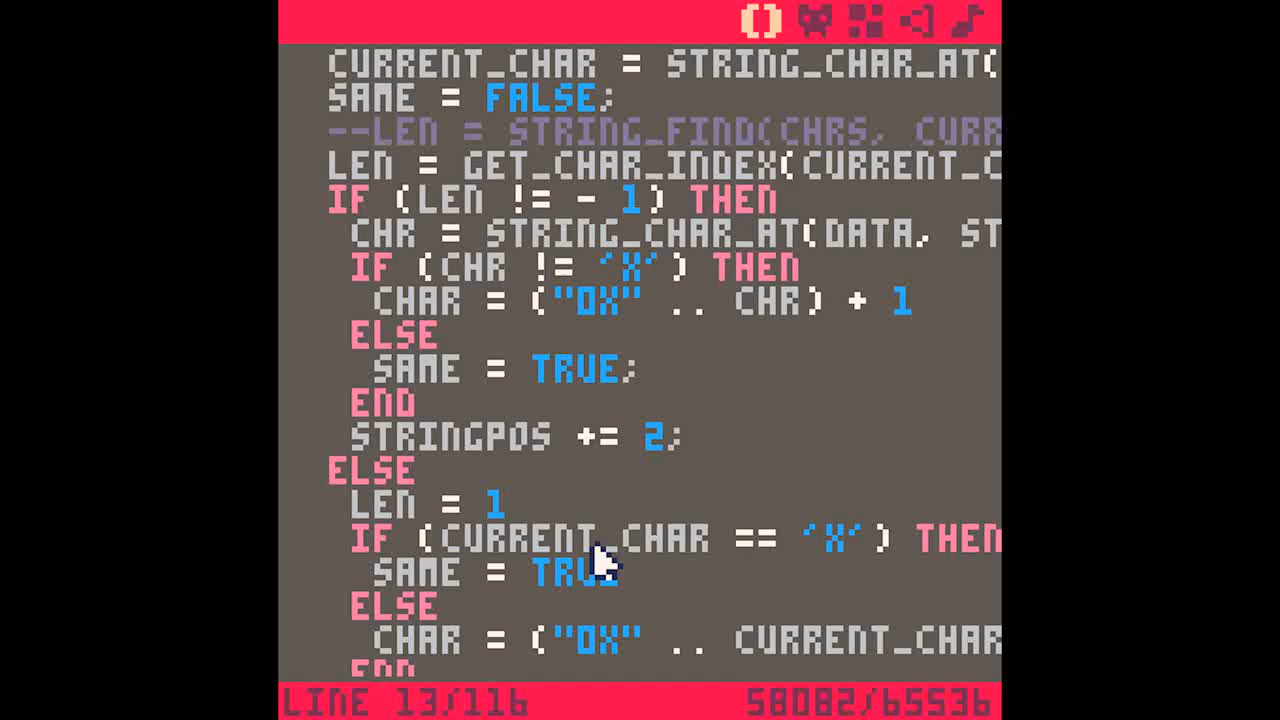 CURRENT_CHAR = STRING_CHAR_AT(
SAME = FALSE;
--LEN = STRING_FIND(CHRS, CURR
LEN = GET_CHAR_INDEX(CURRENT_C
IF (LEN != - 1) THEN
CHR = STRING_CHAR_AT(DATA, ST
IF (CHR != 'X') THEN
CHAR = ("0X" .. CHR) + 1
ELSE
SAME = TRUE;
END
STRINGPOS += 2;
ELSE
LEN = 1
IF (CURRENT_CHAR == 'X') THEN
SAME = TRUE
ELSE
CHAR = ("0X" .. CURRENT_CHAR
END
LINE 13/116
58082/65536